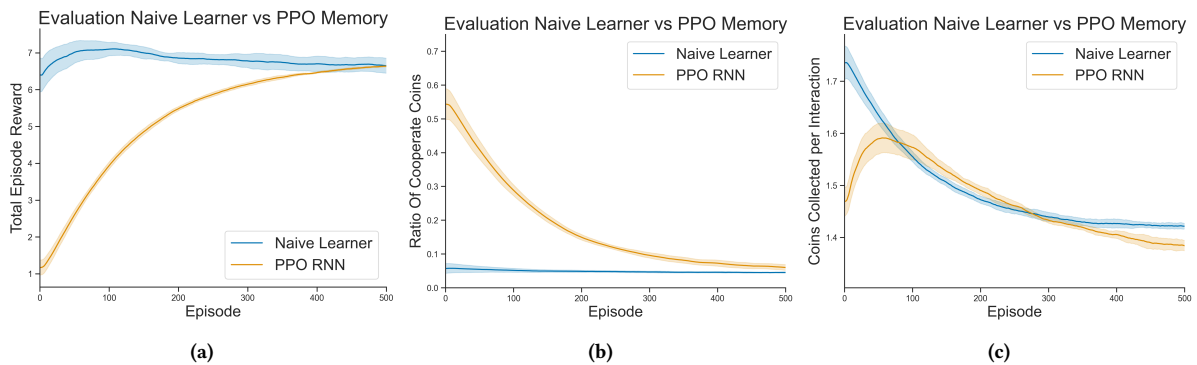 Evaluation Naive Learner vs PPO Memory
Total Episode Reward
7
6
5
4
3
2
1
0
100
200
300
400
500
Episode
Naive Learner
PPO RNN
(a)
Evaluation Naive Learner vs PPO Memory
Ratio Of Cooperate Coins
0.7
0.6
0.5
0.4
0.3
0.2
0.1
0.0
0
100
200
300
400
500
Episode
Naive Learner
PPO RNN
(b)
Evaluation Naive Learner vs PPO Memory
Coins Collected per Interaction
1.7
1.6
1.5
1.4
0
100
200
300
400
500
Episode
Naive Learner
PPO RNN
(c)